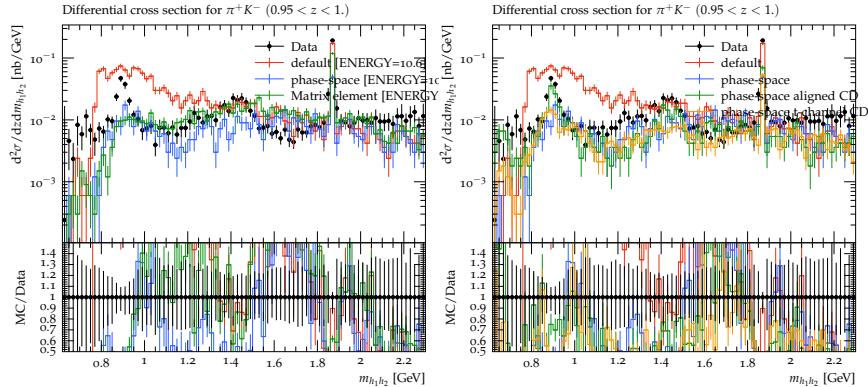 Differential cross section for π⁺K⁻ (0.95 < z < 1.)
d²σ/dzdm_{h₁h₂} [nb/GeV]
10⁻¹
10⁻²
10⁻³
Data
default [ENERGY=10.6]
phase-space [ENERGY=10
Matrix element [ENERGY
MC/Data
1.4
1.3
1.2
1.1
1
0.9
0.8
0.7
0.6
0.5
0.8 1 1.2 1.4 1.6 1.8 2 2.2
m_{h₁h₂} [GeV]
Differential cross section for π⁺K⁻ (0.95 < z < 1.)
d²σ/dzdm_{h₁h₂} [nb/GeV]
10⁻¹
10⁻²
10⁻³
Data
default
phase-space
phase-space aligned CD
phase-space t-aligned CD
MC/Data
1.4
1.3
1.2
1.1
1
0.9
0.8
0.7
0.6
0.5
0.8 1 1.2 1.4 1.6 1.8 2 2.2
m_{h₁h₂} [GeV]